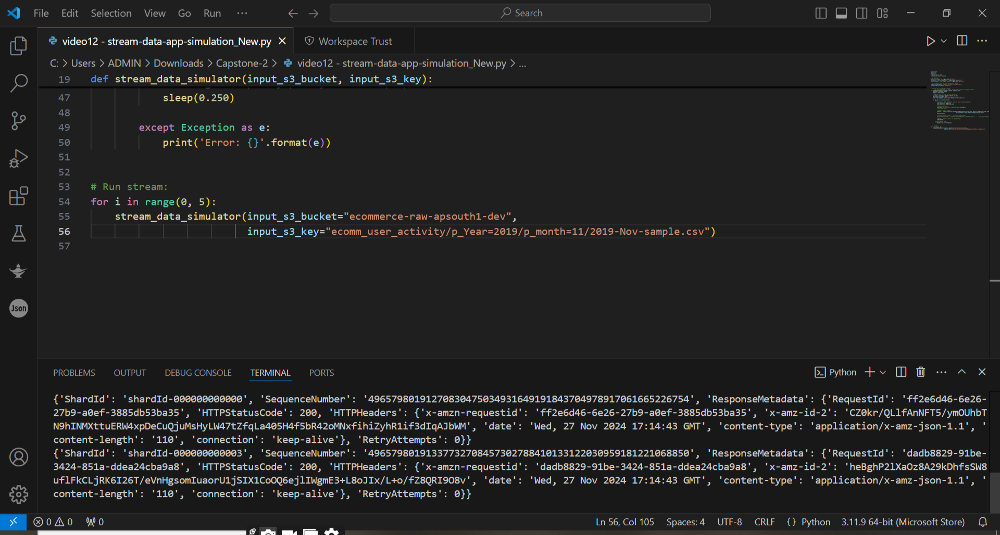 File Edit Selection View Go Run ··· Search
video12 - stream-data-app-simulation_New.py Workspace Trust
C: > Users > ADMIN > Downloads > Capstone-2 > video12 - stream-data-app-simulation_New.py > ...
19 def stream_data_simulator(input_s3_bucket, input_s3_key):
47 sleep(0.250)
48
49 except Exception as e:
50 print('Error: {}'.format(e))
51
52
53 # Run stream:
54 for i in range(0, 5):
55 stream_data_simulator(input_s3_bucket="ecommerce-raw-apsouth1-dev",
56 input_s3_key="ecomm_user_activity/p_Year=2019/p_month=11/2019-Nov-sample.csv")
57
Json
PROBLEMS OUTPUT DEBUG CONSOLE TERMINAL PORTS Python
{'ShardId': 'shardId-000000000000', 'SequenceNumber': '49657980191270830475034931649191843704978917061665226754', 'ResponseMetadata': {'RequestId': 'ff2e6d46-6e26-
27b9-a0ef-3885db53ba35', 'HTTPStatusCode': 200, 'HTTPHeaders': {'x-amzn-requestid': 'ff2e6d46-6e26-27b9-a0ef-3885db53ba35', 'x-amz-id-2': 'CZ0kr/QLlfAnNFT5/ymOUhbT
N9hINMXttuERW4xpDeCuQjuMsHyLW47tZfqLa405H4f5bR42oMNxfihiZyhR1if3dIqAJbWM', 'date': 'Wed, 27 Nov 2024 17:14:43 GMT', 'content-type': 'application/x-amz-json-1.1', '
content-length': '110', 'connection': 'keep-alive'}, 'RetryAttempts': 0}}
{'ShardId': 'shardId-000000000003', 'SequenceNumber': '49657980191337732708457302788410133122030959181221068850', 'ResponseMetadata': {'RequestId': 'dadb8829-91be-
3424-851a-ddea24cba9a8', 'HTTPStatusCode': 200, 'HTTPHeaders': {'x-amzn-requestid': 'dadb8829-91be-3424-851a-ddea24cba9a8', 'x-amz-id-2': 'heBghP2lXaOz8A29kDhfsSW8
uflFkCLjRK6I26T/eVnHgsomIuaorU1jSIX1CoOQ6ejlIWgmE3+L8oJIx/L+o/fZ8QRI9O8v', 'date': 'Wed, 27 Nov 2024 17:14:43 GMT', 'content-type': 'application/x-amz-json-1.1', '
content-length': '110', 'connection': 'keep-alive'}, 'RetryAttempts': 0}}
0 0 0 Ln 56, Col 105 Spaces: 4 UTF-8 CRLF {} Python 3.11.9 64-bit (Microsoft Store)